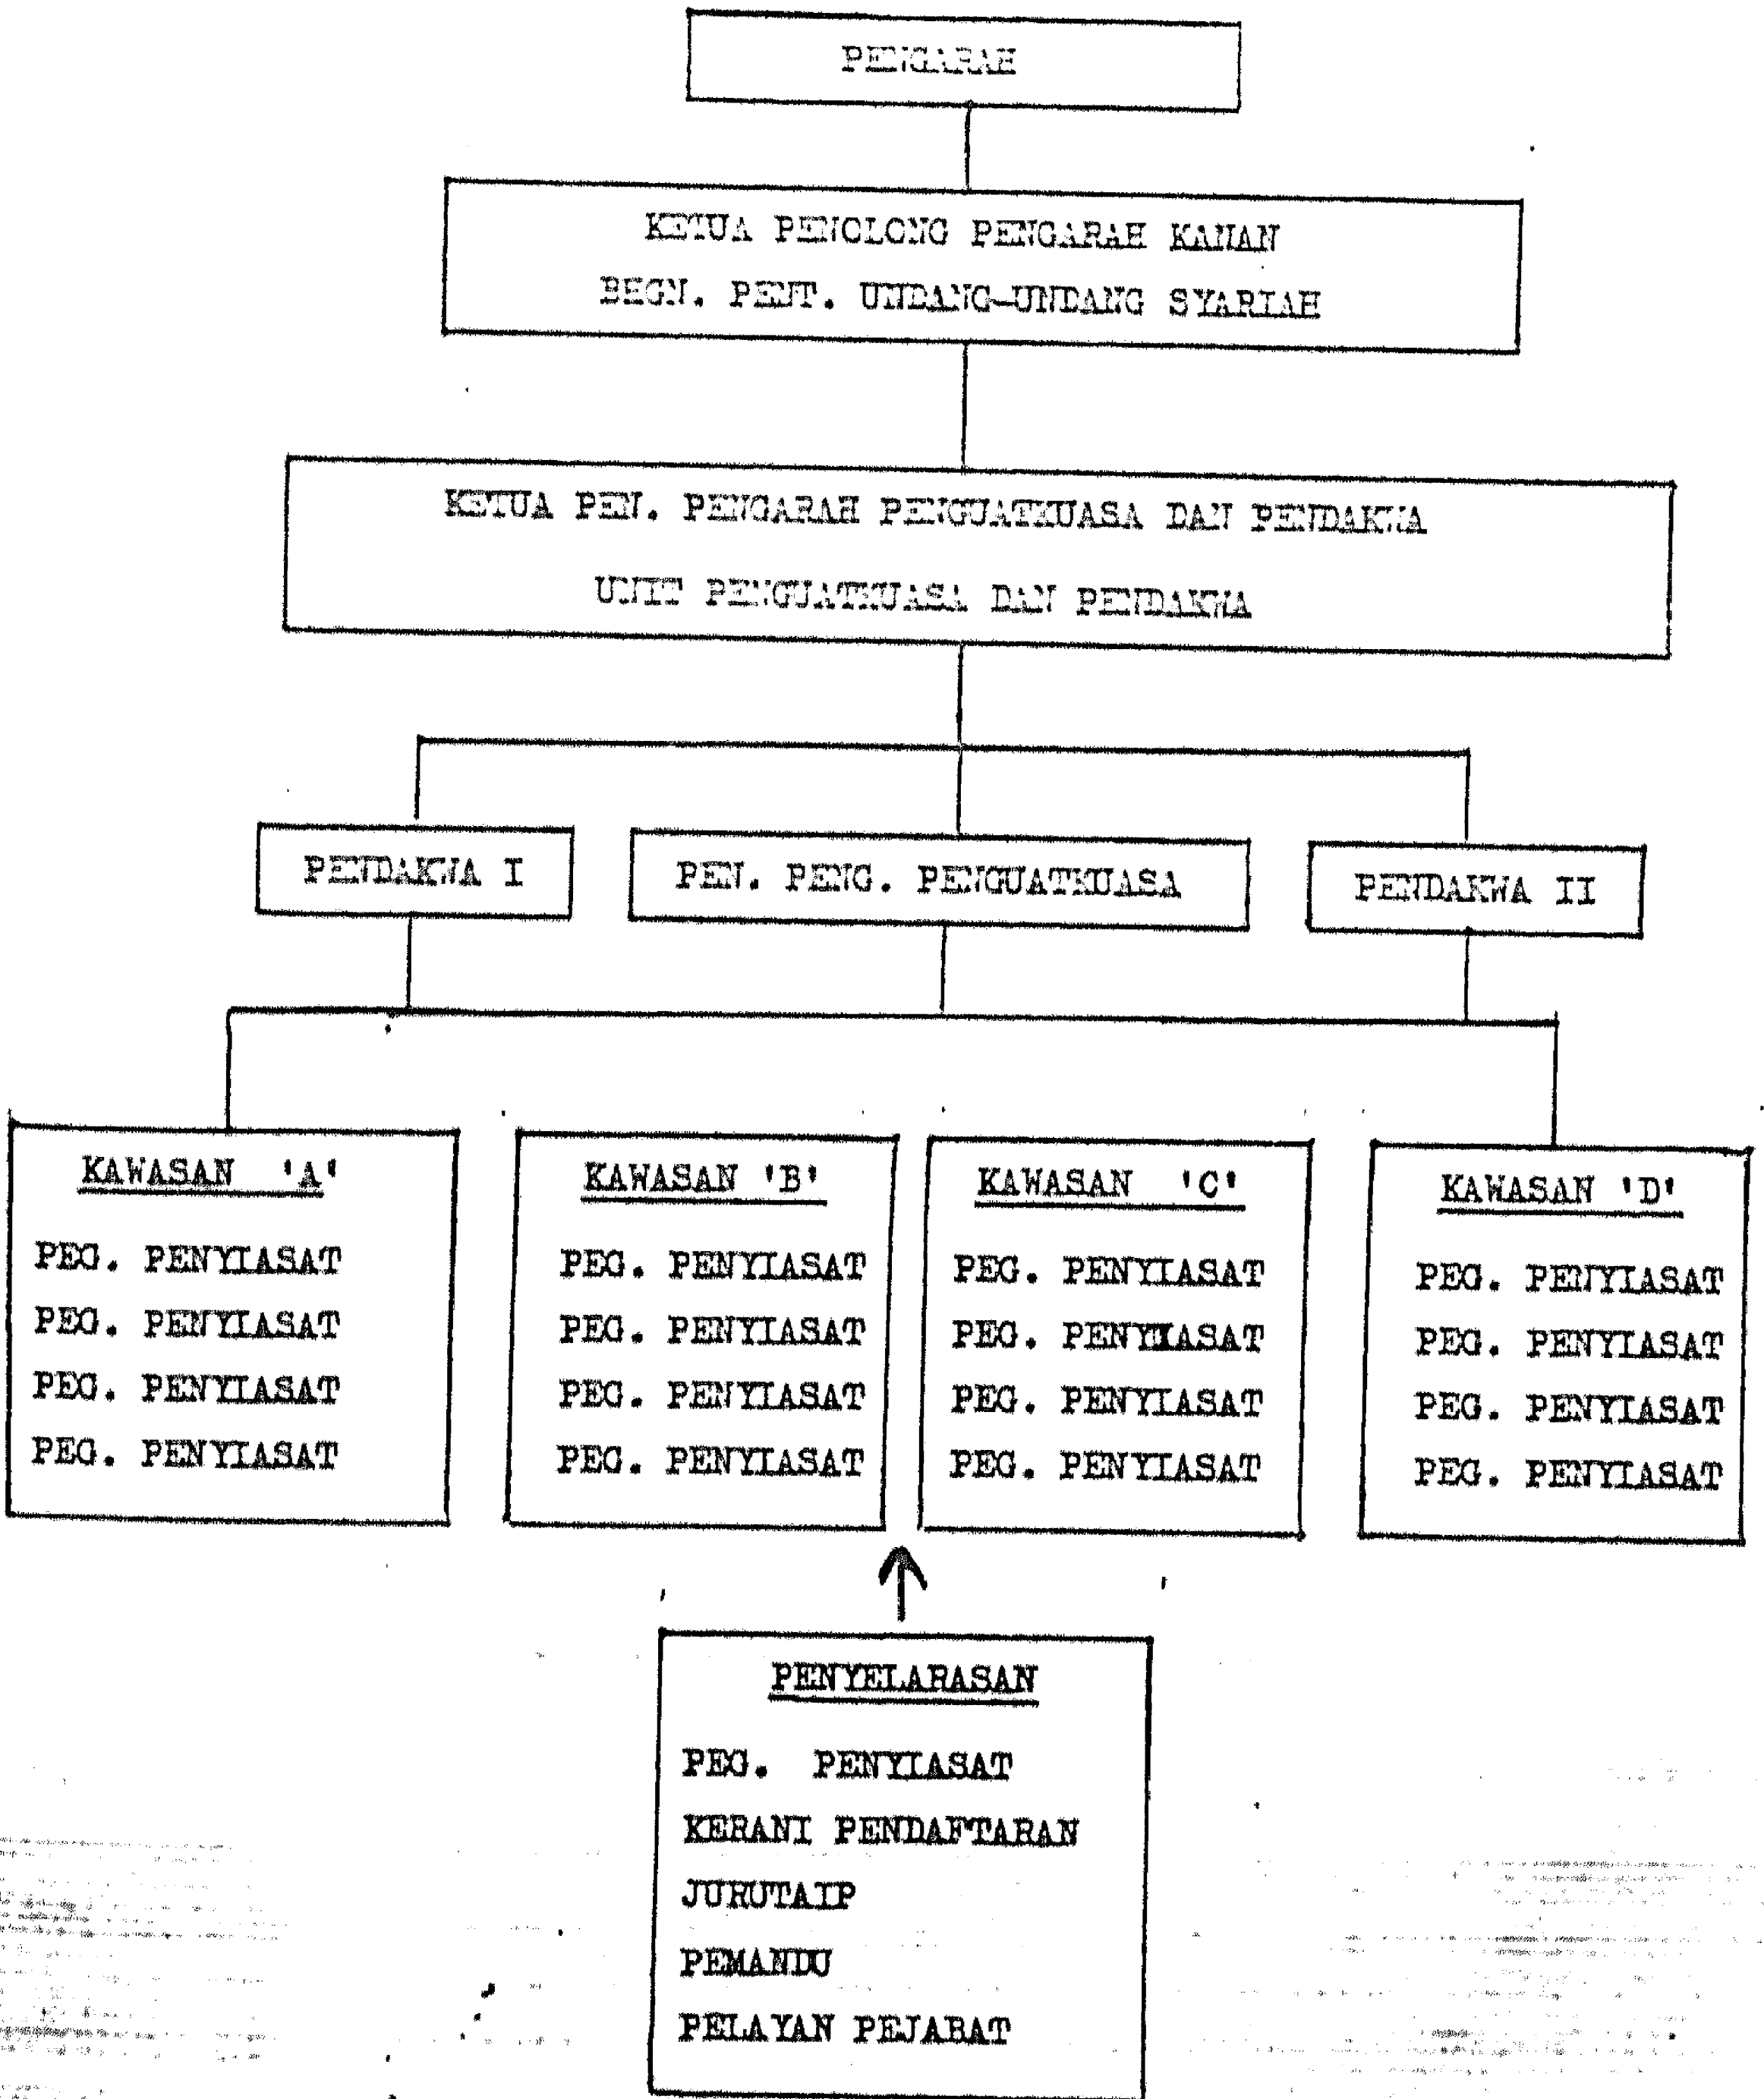 PENGARAH
KETUA PENOLONG PENGARAH KANAN
BHGN. PENT. UNDANG-UNDANG SYARIAH
KETUA PEN. PENGARAH PENGUATKUASA DAN PENDAKWA
UNIT PENGUATKUASA DAN PENDAKWA
PENDAKWA I
PEN. PENG. PENGUATKUASA
PENDAKWA II
KAWASAN 'A'
PEG. PENYIASAT
PEG. PENYIASAT
PEG. PENYIASAT
PEG. PENYIASAT
KAWASAN 'B'
PEG. PENYIASAT
PEG. PENYIASAT
PEG. PENYIASAT
PEG. PENYIASAT
KAWASAN 'C'
PEG. PENYIASAT
PEG. PENYIASAT
PEG. PENYIASAT
PEG. PENYIASAT
KAWASAN 'D'
PEG. PENYIASAT
PEG. PENYIASAT
PEG. PENYIASAT
PEG. PENYIASAT
PENYELARASAN
PEG. PENYIASAT
KERANI PENDAFTARAN
JURUTAIP
PEMANDU
PELAYAN PEJABAT